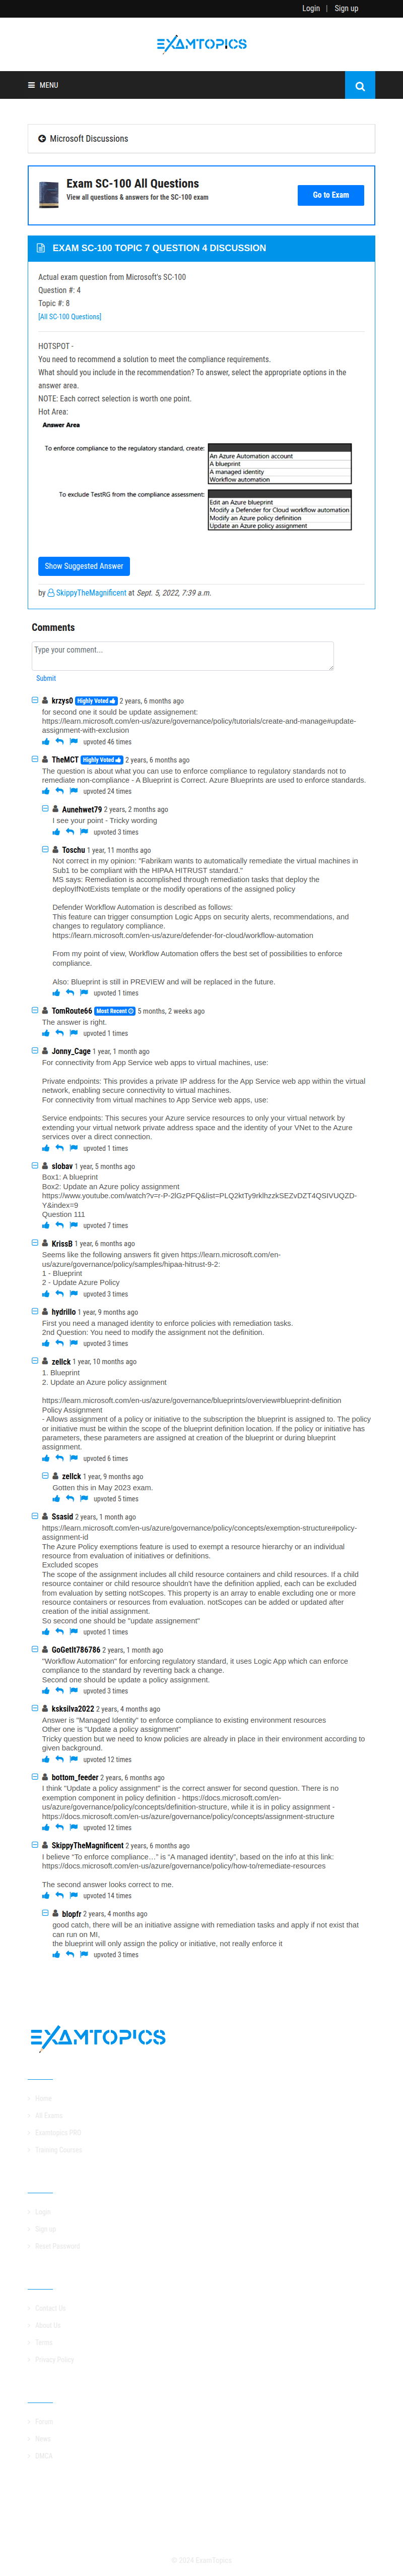 Login | Sign up
EXAMTOPICS
MENU
Microsoft Discussions
Exam SC-100 All Questions
View all questions & answers for the SC-100 exam
Go to Exam
EXAM SC-100 TOPIC 7 QUESTION 4 DISCUSSION
Actual exam question from Microsoft's SC-100
Question #: 4
Topic #: 8
[All SC-100 Questions]
HOTSPOT -
You need to recommend a solution to meet the compliance requirements.
What should you include in the recommendation? To answer, select the appropriate options in the
answer area.
NOTE: Each correct selection is worth one point.
Hot Area:
Answer Area
To enforce compliance to the regulatory standard, create:
An Azure Automation account
A blueprint
A managed identity
Workflow automation
To exclude TestRG from the compliance assessment:
Edit an Azure blueprint
Modify a Defender for Cloud workflow automation
Modify an Azure policy definition
Update an Azure policy assignment
Show Suggested Answer
by SkippyTheMagnificent at Sept. 5, 2022, 7:39 a.m.
Comments
Type your comment...
Submit
krzys0 Highly Voted 2 years, 6 months ago
for second one it sould be update assignement:
https://learn.microsoft.com/en-us/azure/governance/policy/tutorials/create-and-manage#update-
assignment-with-exclusion
upvoted 46 times
TheMCT Highly Voted 2 years, 6 months ago
The question is about what you can use to enforce compliance to regulatory standards not to
remediate non-compliance - A Blueprint is Correct. Azure Blueprints are used to enforce standards.
upvoted 24 times
Aunehwet79 2 years, 2 months ago
I see your point - Tricky wording
upvoted 3 times
Toschu 1 year, 11 months ago
Not correct in my opinion: "Fabrikam wants to automatically remediate the virtual machines in
Sub1 to be compliant with the HIPAA HITRUST standard."
MS says: Remediation is accomplished through remediation tasks that deploy the
deployIfNotExists template or the modify operations of the assigned policy
Defender Workflow Automation is described as follows:
This feature can trigger consumption Logic Apps on security alerts, recommendations, and
changes to regulatory compliance.
https://learn.microsoft.com/en-us/azure/defender-for-cloud/workflow-automation
From my point of view, Workflow Automation offers the best set of possibilities to enforce
compliance.
Also: Blueprint is still in PREVIEW and will be replaced in the future.
upvoted 1 times
TomRoute66 Most Recent 5 months, 2 weeks ago
The answer is right.
upvoted 1 times
Jonny_Cage 1 year, 1 month ago
For connectivity from App Service web apps to virtual machines, use:
Private endpoints: This provides a private IP address for the App Service web app within the virtual
network, enabling secure connectivity to virtual machines.
For connectivity from virtual machines to App Service web apps, use:
Service endpoints: This secures your Azure service resources to only your virtual network by
extending your virtual network private address space and the identity of your VNet to the Azure
services over a direct connection.
upvoted 1 times
slobav 1 year, 5 months ago
Box1: A blueprint
Box2: Update an Azure policy assignment
https://www.youtube.com/watch?v=r-P-2lGzPFQ&list=PLQ2ktTy9rklhzzkSEZvDZT4QSIVUQZD-
Y&index=9
Question 111
upvoted 7 times
KrissB 1 year, 6 months ago
Seems like the following answers fit given https://learn.microsoft.com/en-
us/azure/governance/policy/samples/hipaa-hitrust-9-2:
1 - Blueprint
2 - Update Azure Policy
upvoted 3 times
hydrillo 1 year, 9 months ago
First you need a managed identity to enforce policies with remediation tasks.
2nd Question: You need to modify the assignment not the definition.
upvoted 3 times
zellck 1 year, 10 months ago
1. Blueprint
2. Update an Azure policy assignment
https://learn.microsoft.com/en-us/azure/governance/blueprints/overview#blueprint-definition
Policy Assignment
- Allows assignment of a policy or initiative to the subscription the blueprint is assigned to. The policy
or initiative must be within the scope of the blueprint definition location. If the policy or initiative has
parameters, these parameters are assigned at creation of the blueprint or during blueprint
assignment.
upvoted 6 times
zellck 1 year, 9 months ago
Gotten this in May 2023 exam.
upvoted 5 times
Ssasid 2 years, 1 month ago
https://learn.microsoft.com/en-us/azure/governance/policy/concepts/exemption-structure#policy-
assignment-id
The Azure Policy exemptions feature is used to exempt a resource hierarchy or an individual
resource from evaluation of initiatives or definitions.
Excluded scopes
The scope of the assignment includes all child resource containers and child resources. If a child
resource container or child resource shouldn't have the definition applied, each can be excluded
from evaluation by setting notScopes. This property is an array to enable excluding one or more
resource containers or resources from evaluation. notScopes can be added or updated after
creation of the initial assignment.
So second one should be "update assignement"
upvoted 1 times
GoGetIt786786 2 years, 1 month ago
"Workflow Automation" for enforcing regulatory standard, it uses Logic App which can enforce
compliance to the standard by reverting back a change.
Second one should be update a policy assignment.
upvoted 3 times
ksksilva2022 2 years, 4 months ago
Answer is "Managed Identity" to enforce compliance to existing environment resources
Other one is "Update a policy assignment"
Tricky question but we need to know policies are already in place in their environment according to
given background.
upvoted 12 times
bottom_feeder 2 years, 6 months ago
I think "Update a policy assignment" is the correct answer for second question. There is no
exemption component in policy definition - https://docs.microsoft.com/en-
us/azure/governance/policy/concepts/definition-structure, while it is in policy assignment -
https://docs.microsoft.com/en-us/azure/governance/policy/concepts/assignment-structure
upvoted 12 times
SkippyTheMagnificent 2 years, 6 months ago
I believe "To enforce compliance…" is "A managed identity", based on the info at this link:
https://docs.microsoft.com/en-us/azure/governance/policy/how-to/remediate-resources
The second answer looks correct to me.
upvoted 14 times
blopfr 2 years, 4 months ago
good catch, there will be an initiative assigne with remediation tasks and apply if not exist that
can run on MI,
the blueprint will only assign the policy or initiative, not really enforce it
upvoted 3 times
EXAMTOPICS
Home
All Exams
Examtopics PRO
Training Courses
Login
Sign up
Reset Password
Contact Us
About Us
Terms
Privacy Policy
Forum
News
DMCA
© 2024 ExamTopics